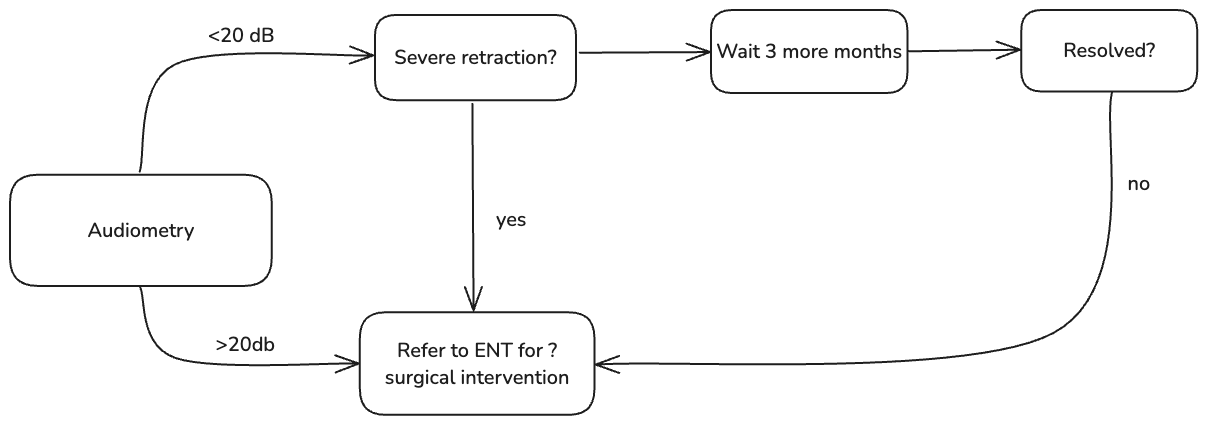 <20 dB
Severe retraction?
Wait 3 more months
Resolved?
Audiometry
yes
no
>20db
Refer to ENT for ?
surgical intervention